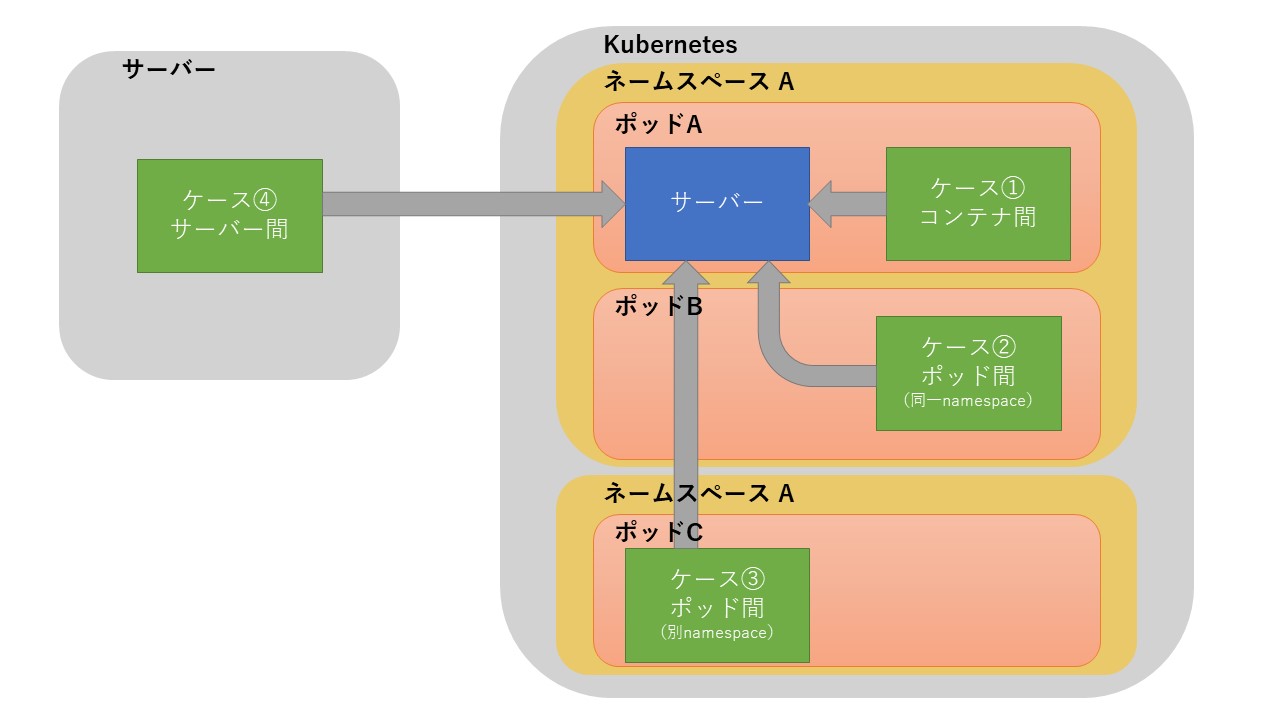 サーバー
ケース④
サーバー間
Kubernetes
ネームスペース A
ポッドA
サーバー
ケース①
コンテナ間
ポッドB
ケース②
ポッド間
（同一namespace）
ネームスペース A
ポッドC
ケース③
ポッド間
（別namespace）